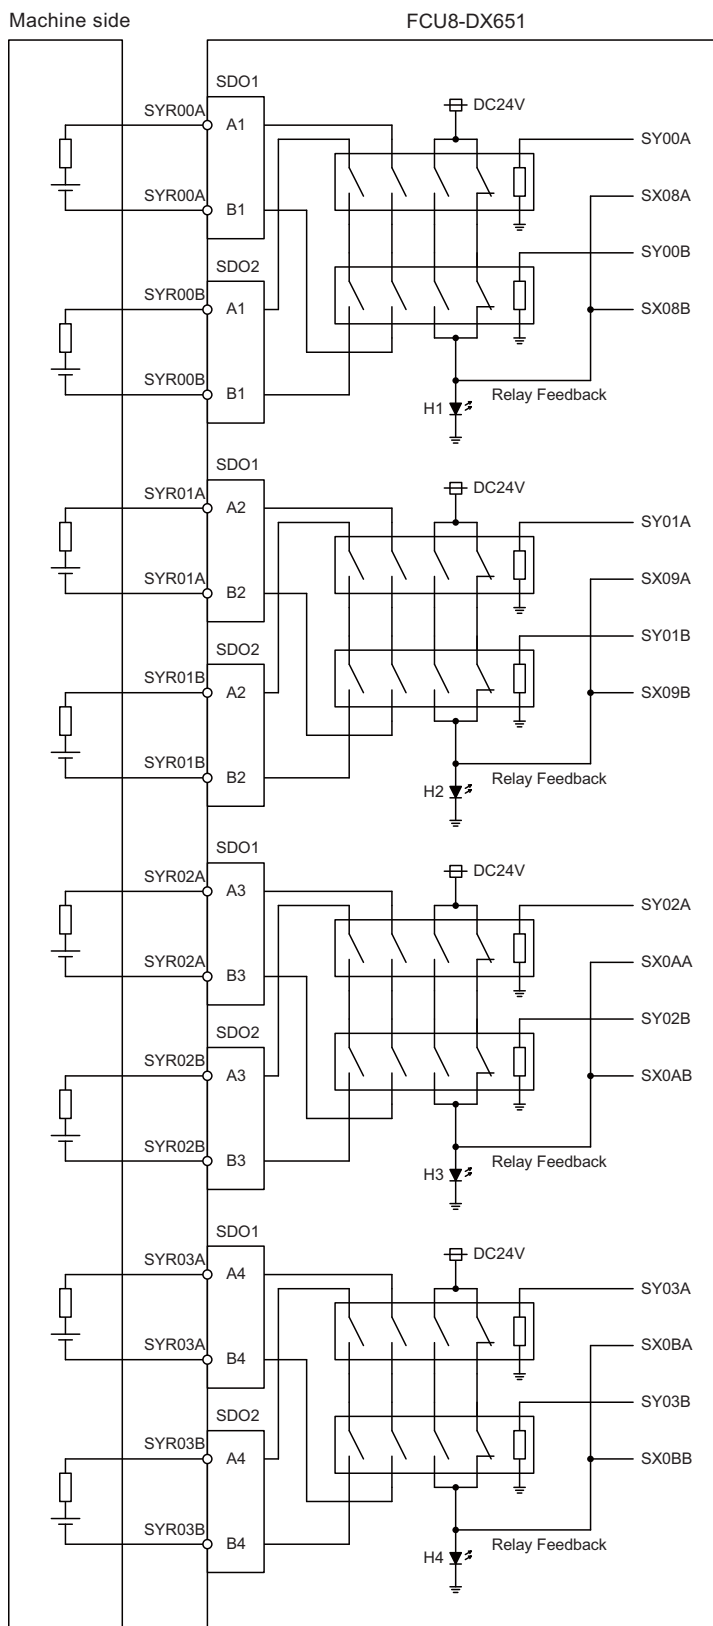 Machine side
FCU8-DX651
SDO1
SYR00A
A1
DC24V
SY00A
SYR00A
B1
SX08A
SY00B
SDO2
SYR00B
A1
SX08B
SYR00B
B1
H1
Relay Feedback
SDO1
SYR01A
A2
DC24V
SY01A
SYR01A
B2
SX09A
SY01B
SDO2
SYR01B
A2
SX09B
SYR01B
B2
H2
Relay Feedback
SDO1
SYR02A
A3
DC24V
SY02A
SYR02A
B3
SX0AA
SY02B
SDO2
SYR02B
A3
SX0AB
SYR02B
B3
H3
Relay Feedback
SDO1
SYR03A
A4
DC24V
SY03A
SYR03A
B4
SX0BA
SY03B
SDO2
SYR03B
A4
SX0BB
SYR03B
B4
H4
Relay Feedback